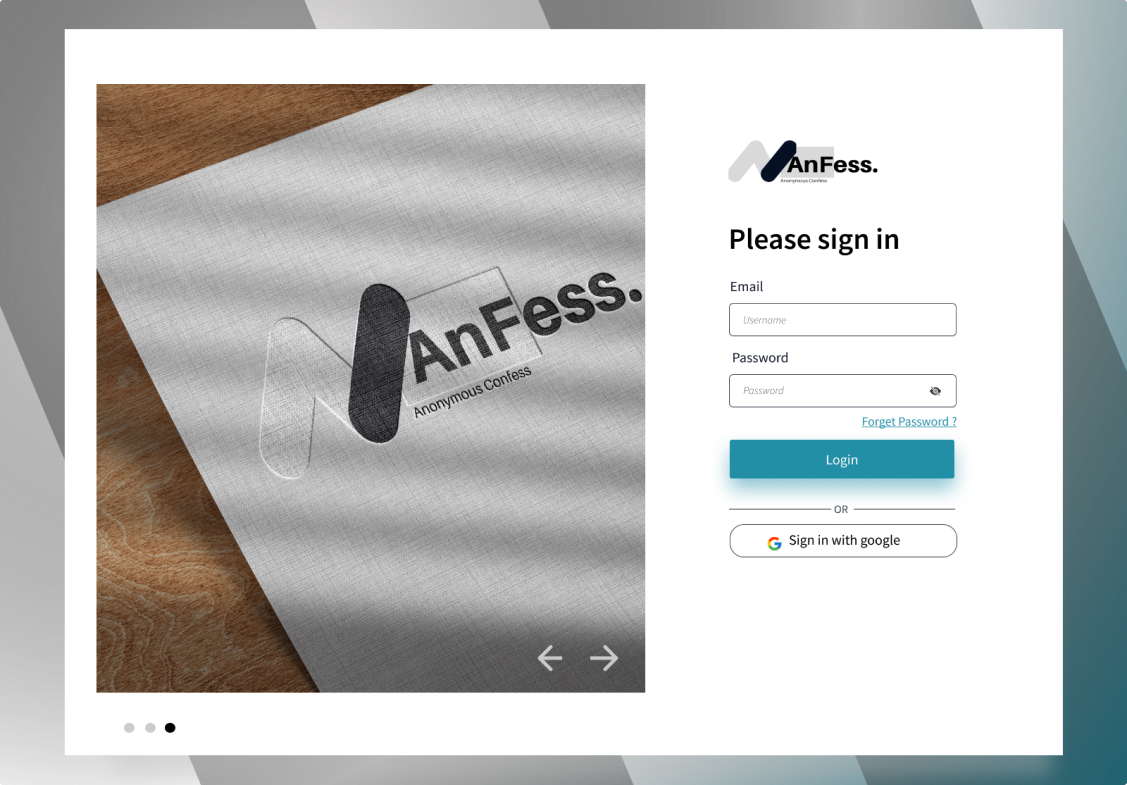 AnFess.
Anonymous Confess
AnFess.
Anonymous Confess
Please sign in
Email
Username
Password
Password
Forget Password ?
Login
OR
Sign in with google